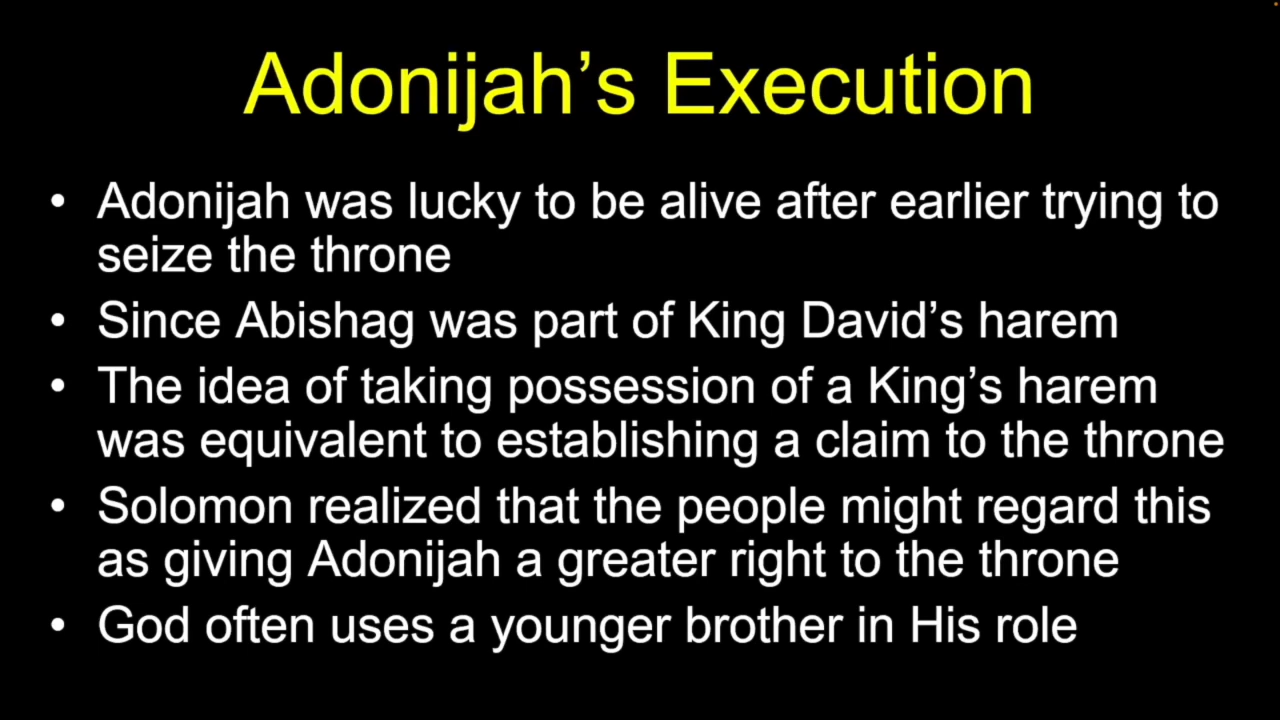 Adonijah’s Execution
• Adonijah was lucky to be alive after earlier trying to
seize the throne
• Since Abishag was part of King David’s harem
• The idea of taking possession of a King’s harem
was equivalent to establishing a claim to the throne
• Solomon realized that the people might regard this
as giving Adonijah a greater right to the throne
• God often uses a younger brother in His role